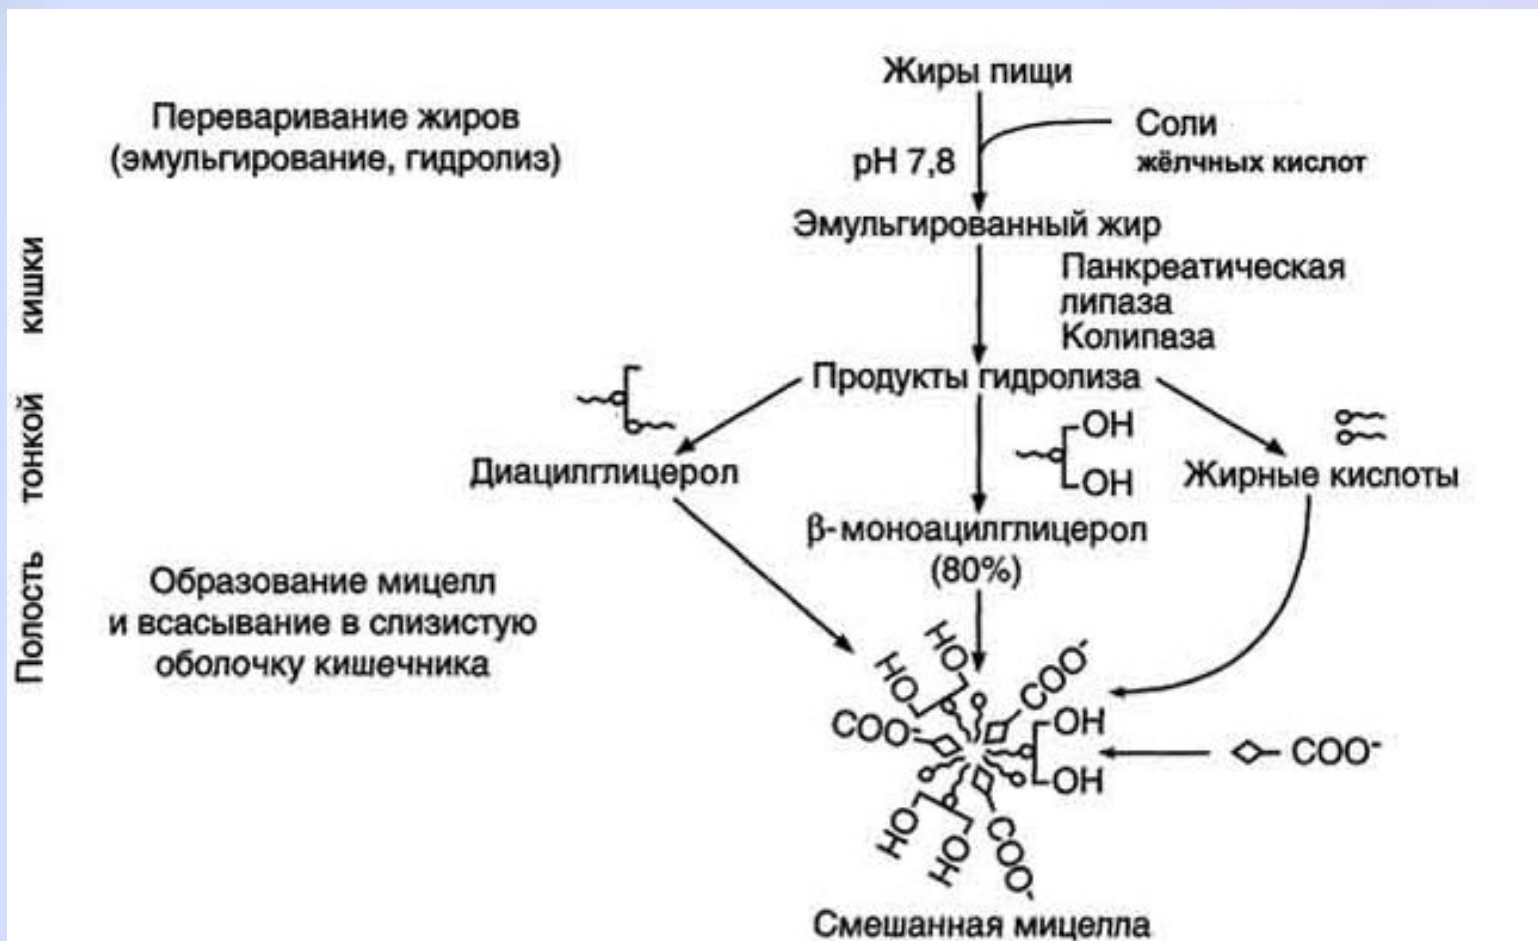 Жиры пищи
Переваривание жиров
(эмульгирование, гидролиз)
Соли
жёлчных кислот
pH 7,8
Эмульгированный жир
Панкреатическая
липаза
Колипаза
Продукты гидролиза
OH
OH
Диацилглицерол
Жирные кислоты
β-моноацилглицерол
(80%)
Полость тонкой кишки
Образование мицелл
и всасывание в слизистую
оболочку кишечника
HO
HO
COO⁻
COO⁻
OH
OH
COO⁻
HO
HO
COO⁻
Смешанная мицелла